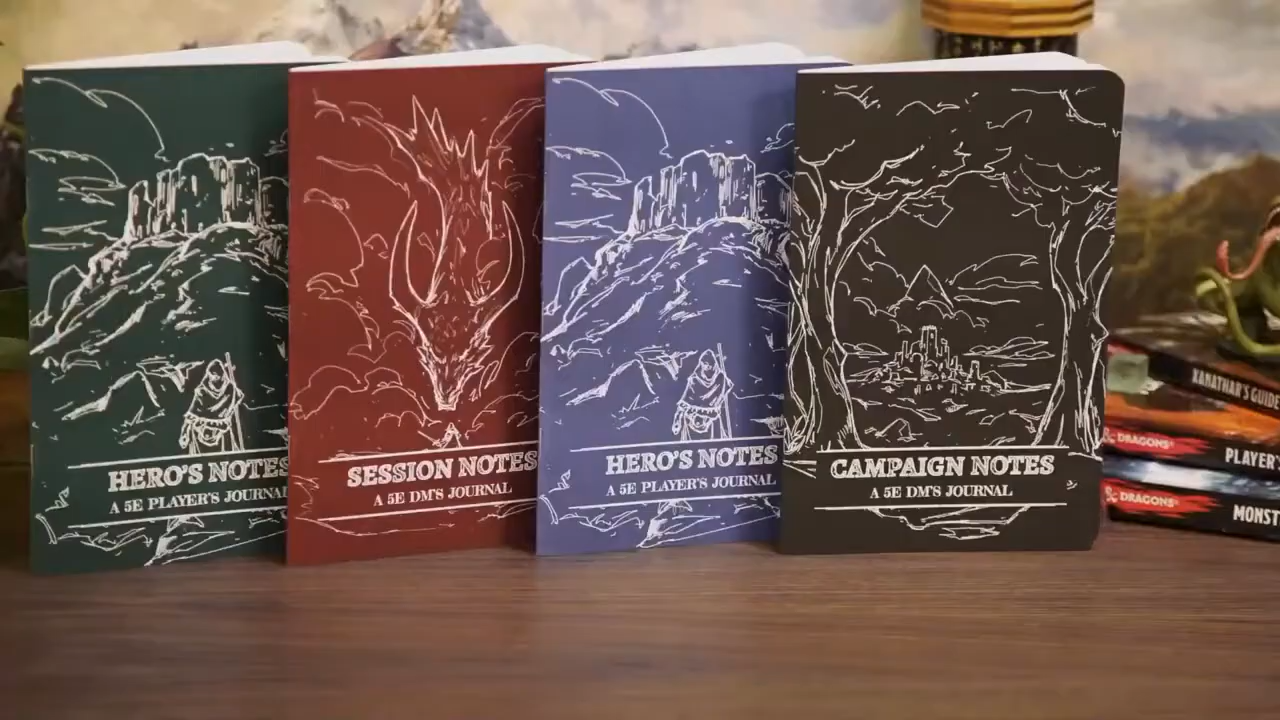 HERO'S NOTES
A 5E PLAYER'S JOURNAL
SESSION NOTES
A 5E DM'S JOURNAL
HERO'S NOTES
A 5E PLAYER'S JOURNAL
CAMPAIGN NOTES
A 5E DM'S JOURNAL
XANATHAR'S GUIDE
DRAGONS
PLAYER'S
DRAGONS
MONST